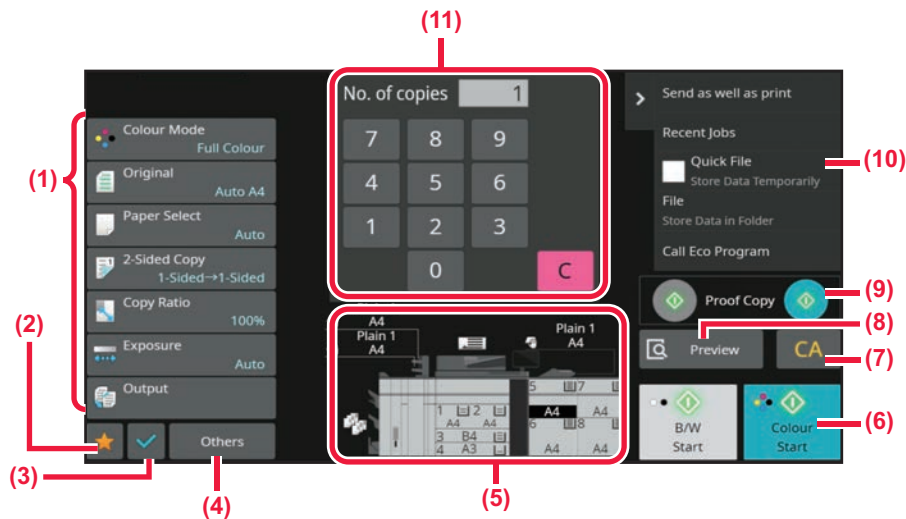 (11)
No. of copies 1
7 8 9
4 5 6
1 2 3
0 C
(1)
Colour Mode
Full Colour
Original
Auto A4
Paper Select
Auto
2-Sided Copy
1-Sided→1-Sided
Copy Ratio
100%
Exposure
Auto
Output
(2)
(3)
Others
(4)
A4
Plain 1
A4
Plain 1
A4
5 7
1 2
A4 A4
A4 A4
6 8
3 B4
4 A3
A4 A4
(5)
Send as well as print
Recent Jobs
Quick File
Store Data Temporarily
File
Store Data in Folder
Call Eco Program
(10)
Proof Copy
(9)
(8)
Preview
CA
(7)
B/W
Start
Colour
Start
(6)